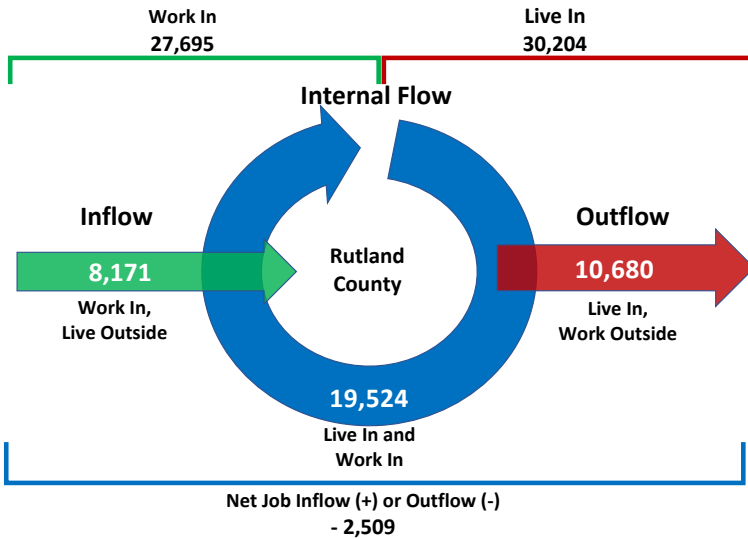 Work In
27,695
Live In
30,204
Internal Flow
Inflow
Outflow
8,171
Rutland
County
10,680
Work In,
Live Outside
Live In,
Work Outside
19,524
Live In and
Work In
Net Job Inflow (+) or Outflow (-)
- 2,509